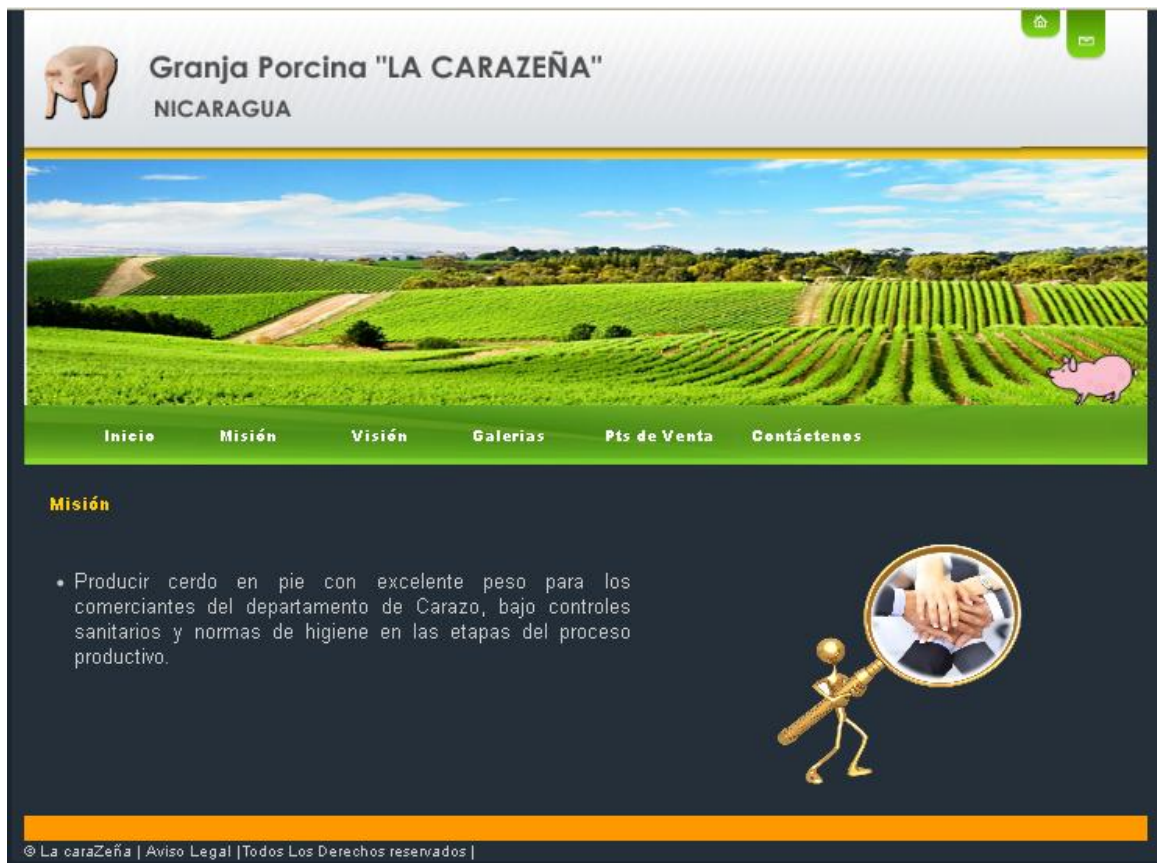 Granja Porcina "LA CARAZEÑA"
NICARAGUA
Inicio Misión Visión Galerias Pts de Venta Contáctenos
Misión
• Producir cerdo en pie con excelente peso para los
comerciantes del departamento de Carazo, bajo controles
sanitarios y normas de higiene en las etapas del proceso
productivo.
© La caraZeña | Aviso Legal |Todos Los Derechos reservados |